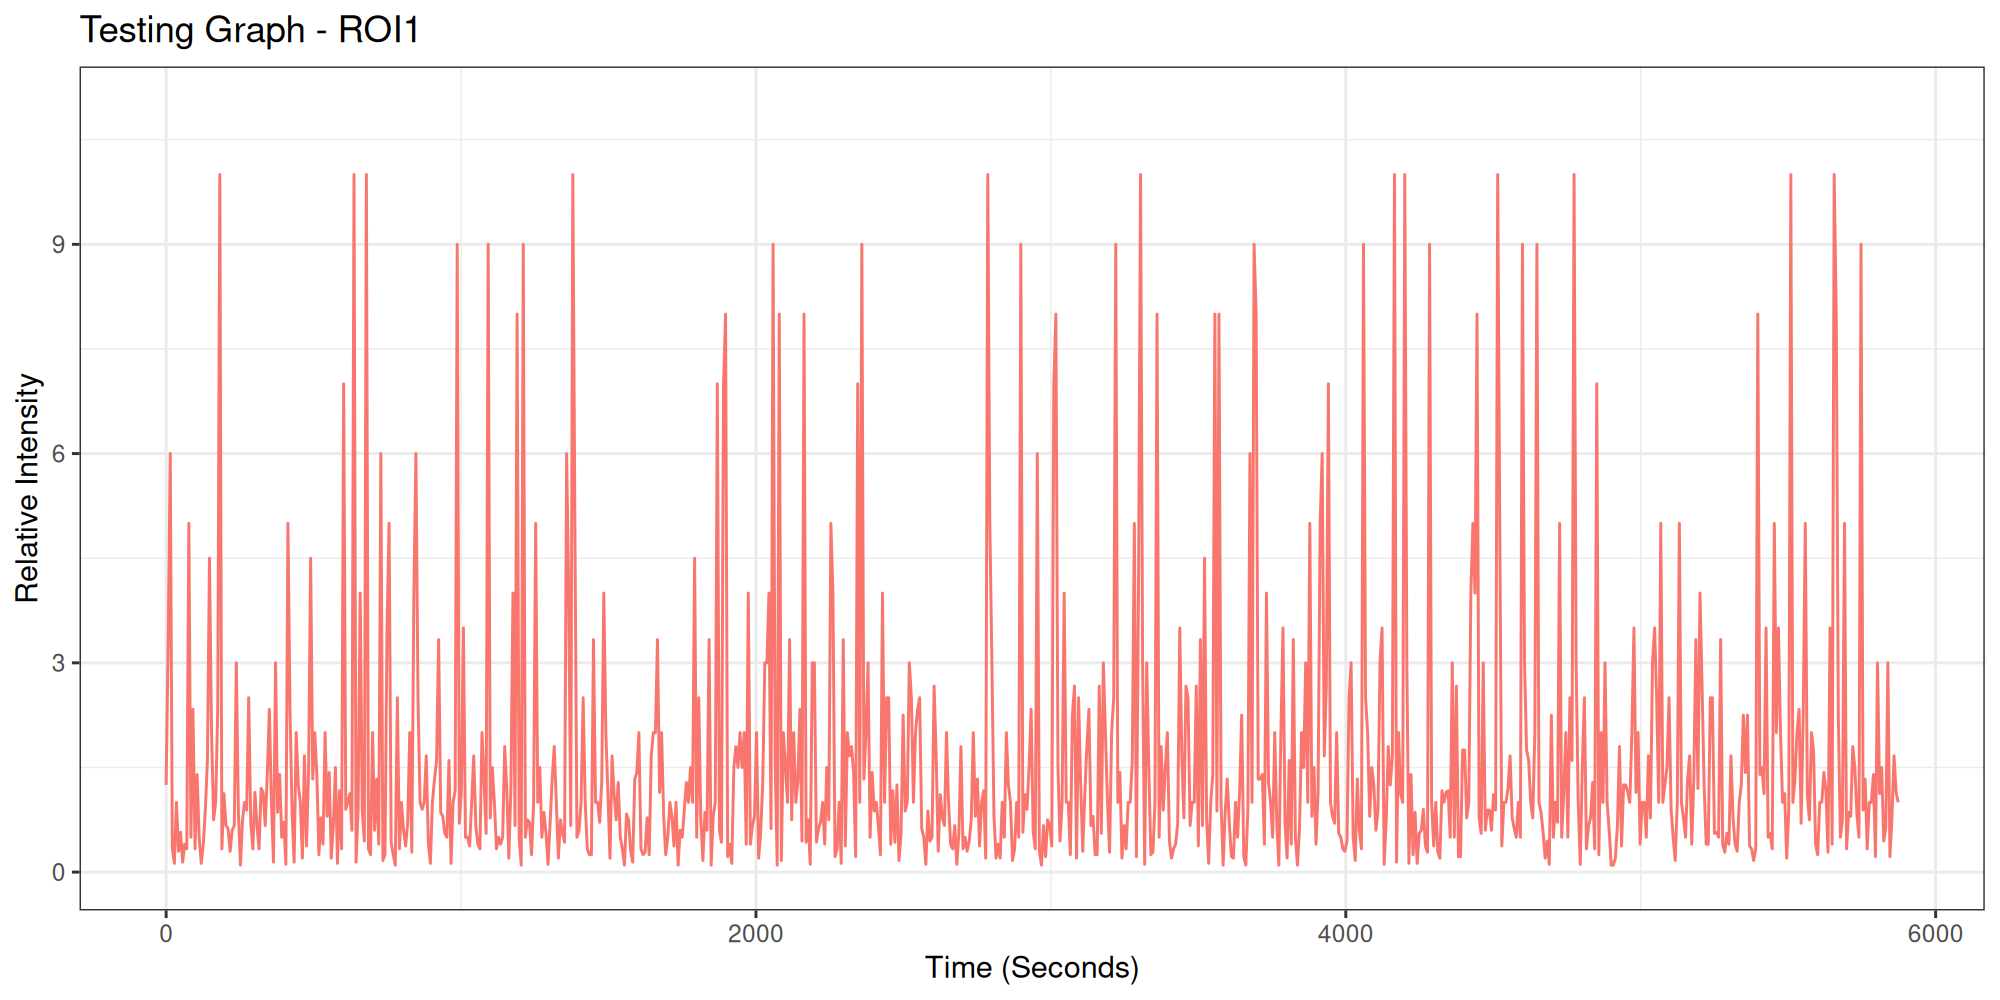 Testing Graph - ROI1
Relative Intensity
9
6
3
0
0
2000
4000
6000
Time (Seconds)